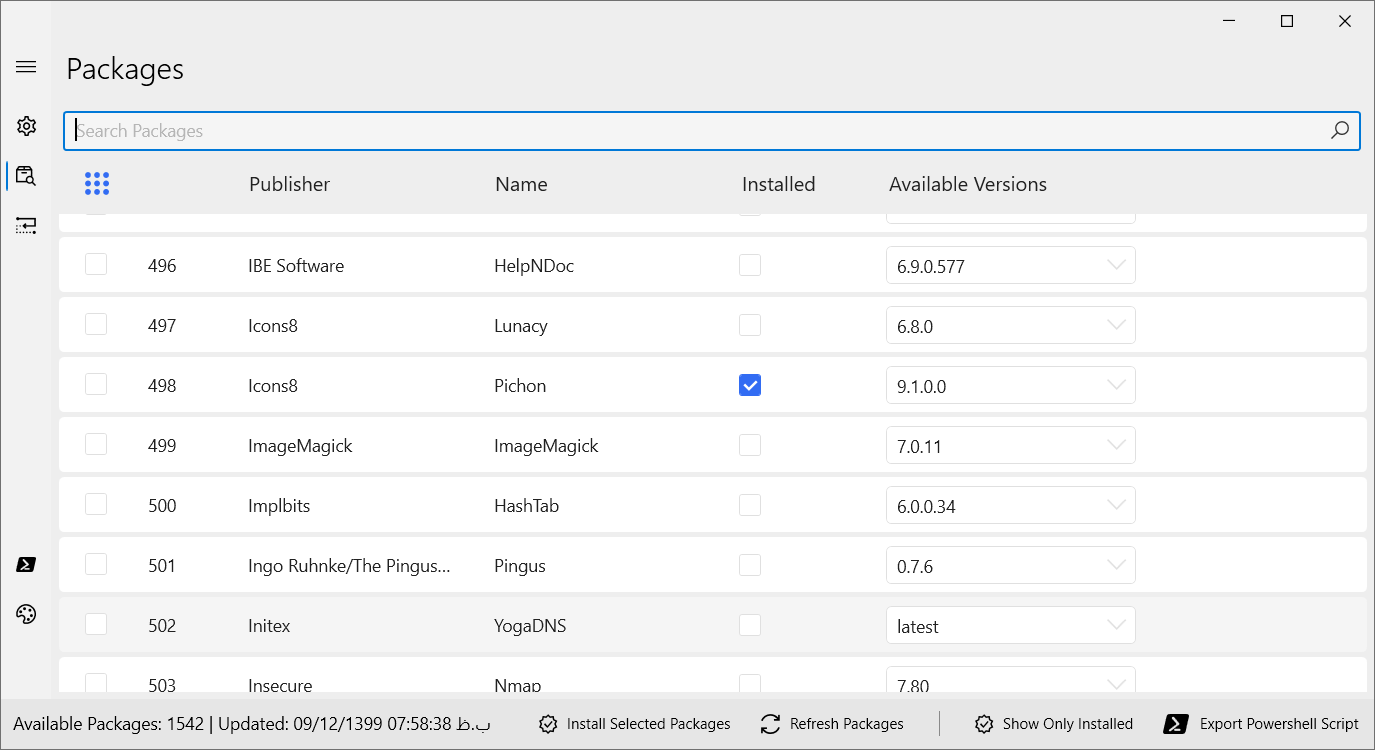 Packages
Search Packages
Publisher Name Installed Available Versions
496 IBE Software HelpNDoc 6.9.0.577
497 Icons8 Lunacy 6.8.0
498 Icons8 Pichon 9.1.0.0
499 ImageMagick ImageMagick 7.0.11
500 Implbits HashTab 6.0.0.34
501 Ingo Ruhnke/The Pingus... Pingus 0.7.6
502 Initex YogaDNS latest
503 Insecure Nmap 7.80
Available Packages: 1542 | Updated: 09/12/1399 07:58:38 ب.ظ Install Selected Packages Refresh Packages Show Only Installed Export Powershell Script